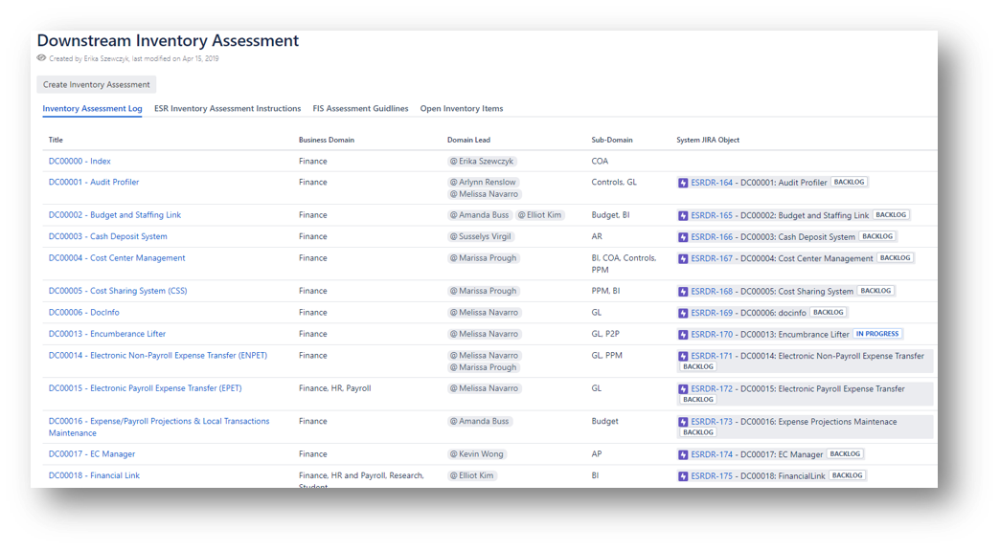 Downstream Inventory Assessment
Created by Erika Szewczyk, last modified on Apr 15, 2019
Create Inventory Assessment
Inventory Assessment Log ESR Inventory Assessment Instructions FIS Assessment Guidlines Open Inventory Items
Title Business Domain Domain Lead Sub-Domain System JIRA Object
DC00000 - Index Finance @ Erika Szewczyk COA
DC00001 - Audit Profiler Finance @ Arlynn Renslow Controls, GL ESRDR-164 - DC00001: Audit Profiler BACKLOG
@ Melissa Navarro
DC00002 - Budget and Staffing Link Finance @ Amanda Buss @ Elliot Kim Budget, BI ESRDR-165 - DC00002: Budget and Staffing Link BACKLOG
DC00003 - Cash Deposit System Finance @ Susselys Virgil AR ESRDR-166 - DC00003: Cash Deposit System BACKLOG
DC00004 - Cost Center Management Finance @ Marissa Prough BI, COA, Controls, ESRDR-167 - DC00004: Cost Center Management BACKLOG
PPM
DC00005 - Cost Sharing System (CSS) Finance @ Marissa Prough PPM, BI ESRDR-168 - DC00005: Cost Sharing System BACKLOG
DC00006 - DocInfo Finance @ Melissa Navarro GL ESRDR-169 - DC00006: docinfo BACKLOG
DC00013 - Encumberance Lifter Finance @ Melissa Navarro GL, P2P ESRDR-170 - DC00013: Encumbrance Lifter IN PROGRESS
DC00014 - Electronic Non-Payroll Expense Transfer (ENPET) Finance @ Melissa Navarro GL, PPM ESRDR-171 - DC00014: Electronic Non-Payroll Expense Transfer
@ Marissa Prough BACKLOG
DC00015 - Electronic Payroll Expense Transfer (EPET) Finance, HR, Payroll @ Melissa Navarro GL ESRDR-172 - DC00015: Electronic Payroll Expense Transfer
BACKLOG
DC00016 - Expense/Payroll Projections & Local Transactions Finance @ Amanda Buss Budget ESRDR-173 - DC00016: Expense Projections Maintenace
Maintenance BACKLOG
DC00017 - EC Manager Finance @ Kevin Wong AP ESRDR-174 - DC00017: EC Manager BACKLOG
DC00018 - Financial Link Finance, HR and Payroll, Research, @ Elliot Kim BI ESRDR-175 - DC00018: FinancialLink BACKLOG
Student